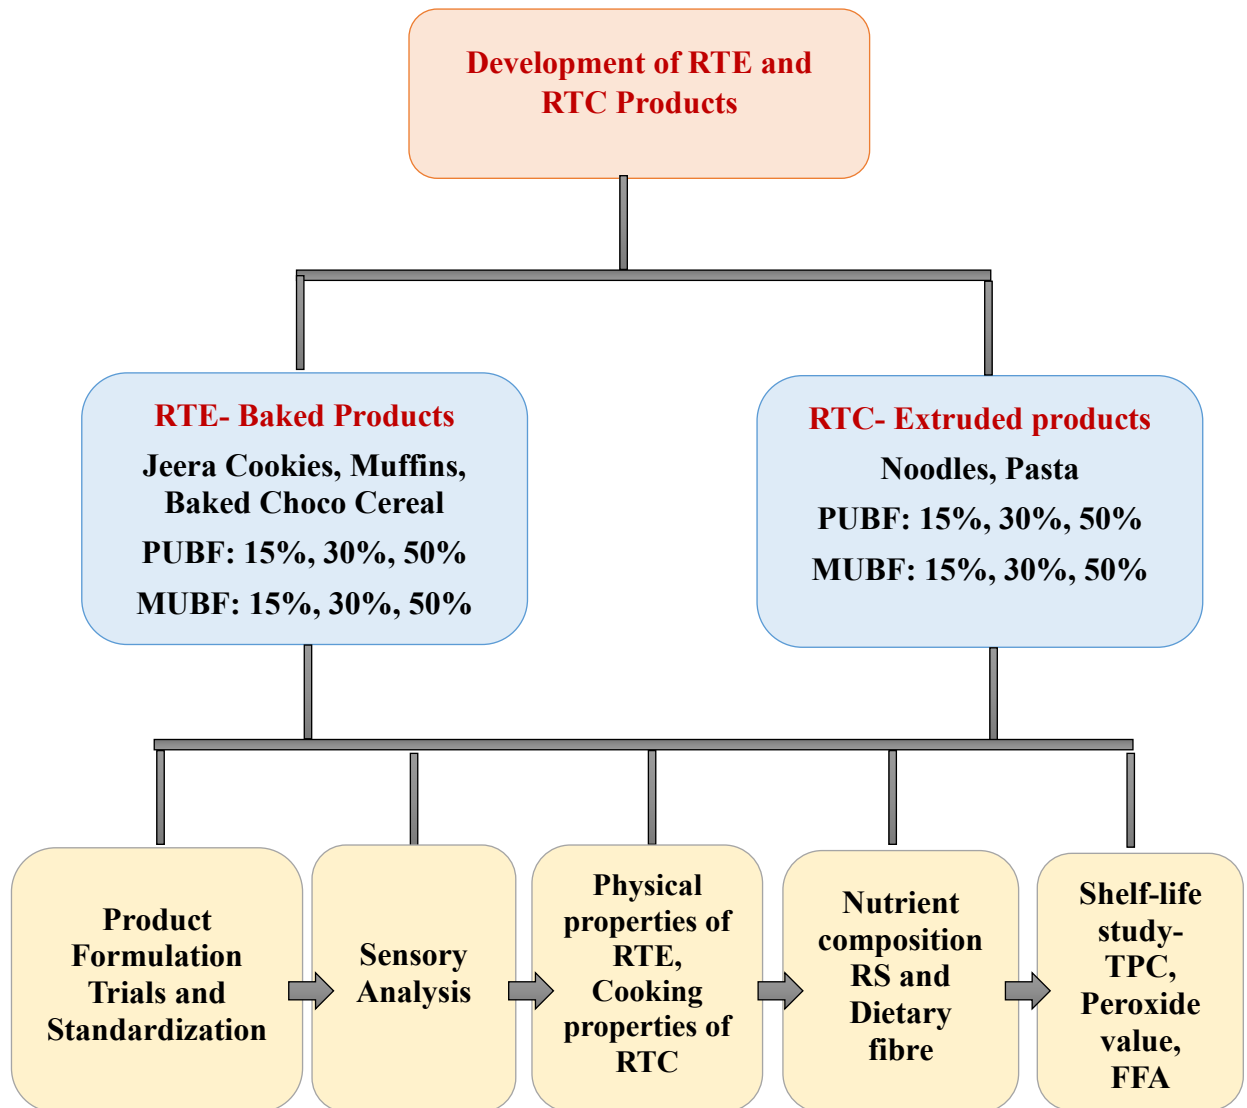 Development of RTE and
RTC Products
RTE- Baked Products
Jeera Cookies, Muffins,
Baked Choco Cereal
PUBF: 15%, 30%, 50%
MUBF: 15%, 30%, 50%
RTC- Extruded products
Noodles, Pasta
PUBF: 15%, 30%, 50%
MUBF: 15%, 30%, 50%
Product
Formulation
Trials and
Standardization
Sensory
Analysis
Physical
properties of
RTE,
Cooking
properties of
RTC
Nutrient
composition
RS and
Dietary
fibre
Shelf-life
study-
TPC,
Peroxide
value,
FFA